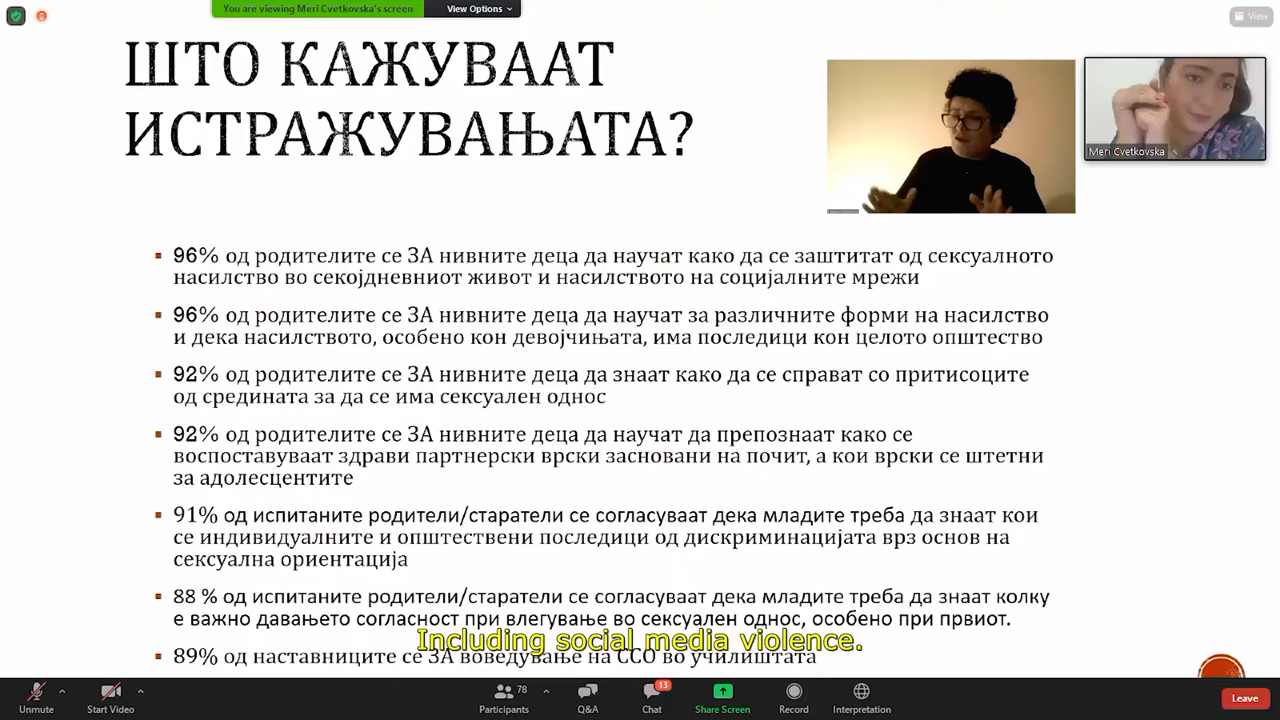 You are viewing Meri Cvetkovska's screen
View Options
View
ШТО КАЖУВААТ
ИСТРАЖУВАЊАТА?
Meri Cvetkovska
96% од родителите се ЗА нивните деца да научат како да се заштитат од сексуалното
насилство во секојдневниот живот и насилството на социјалните мрежи
96% од родителите се ЗА нивните деца да научат за различните форми на насилство
и дека насилството, особено кон девојчињата, има последици кон целото општество
92% од родителите се ЗА нивните деца да знаат како да се справат со притисоците
од средината за да се има сексуален однос
92% од родителите се ЗА нивните деца да научат да препознаат како се
воспоставуваат здрави партнерски врски засновани на почит, а кои врски се штетни
за адолесцентите
91% од испитаните родители/старатели се согласуваат дека младите треба да знаат кои
се индивидуалните и општествени последици од дискриминацијата врз основ на
сексуална ориентација
88 % од испитаните родители/старатели се согласуваат дека младите треба да знаат колку
е важно давањето согласност при влегување во сексуален однос, особено при првиот.
Including social media violence.
89% од наставниците се ЗА воведување на ССО во училиштата
Unmute
Start Video
78
Participants
Q&A
13
Chat
Share Screen
Record
Interpretation
Leave